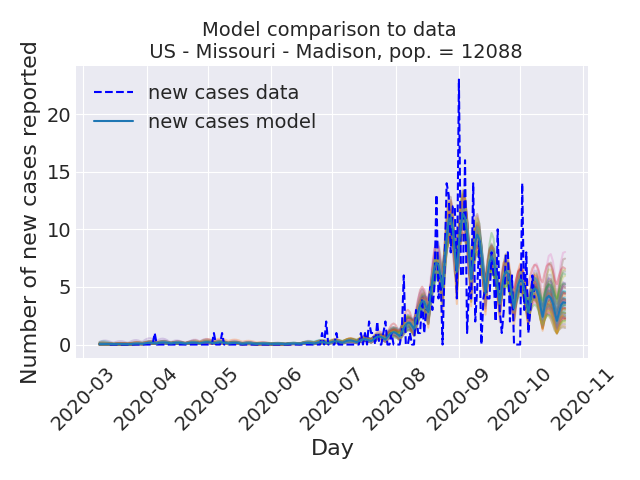 Model comparison to data
US - Missouri - Madison, pop. = 12088
Number of new cases reported
new cases data
new cases model
20
15
10
5
0
2020-03
2020-04
2020-05
2020-06
2020-07
2020-08
2020-09
2020-10
2020-11
Day